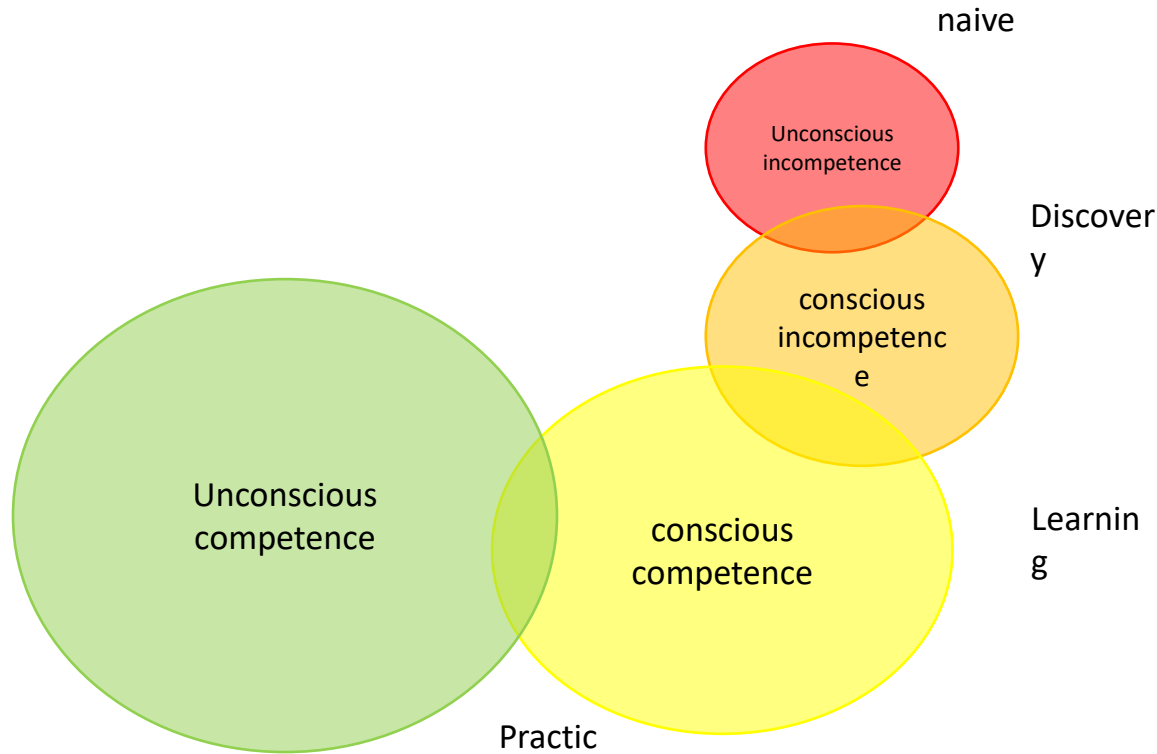 naive
Unconscious
incompetence
Discover
y
conscious
incompetenc
e
Unconscious
competence
conscious
competence
Learnin
g
Practic